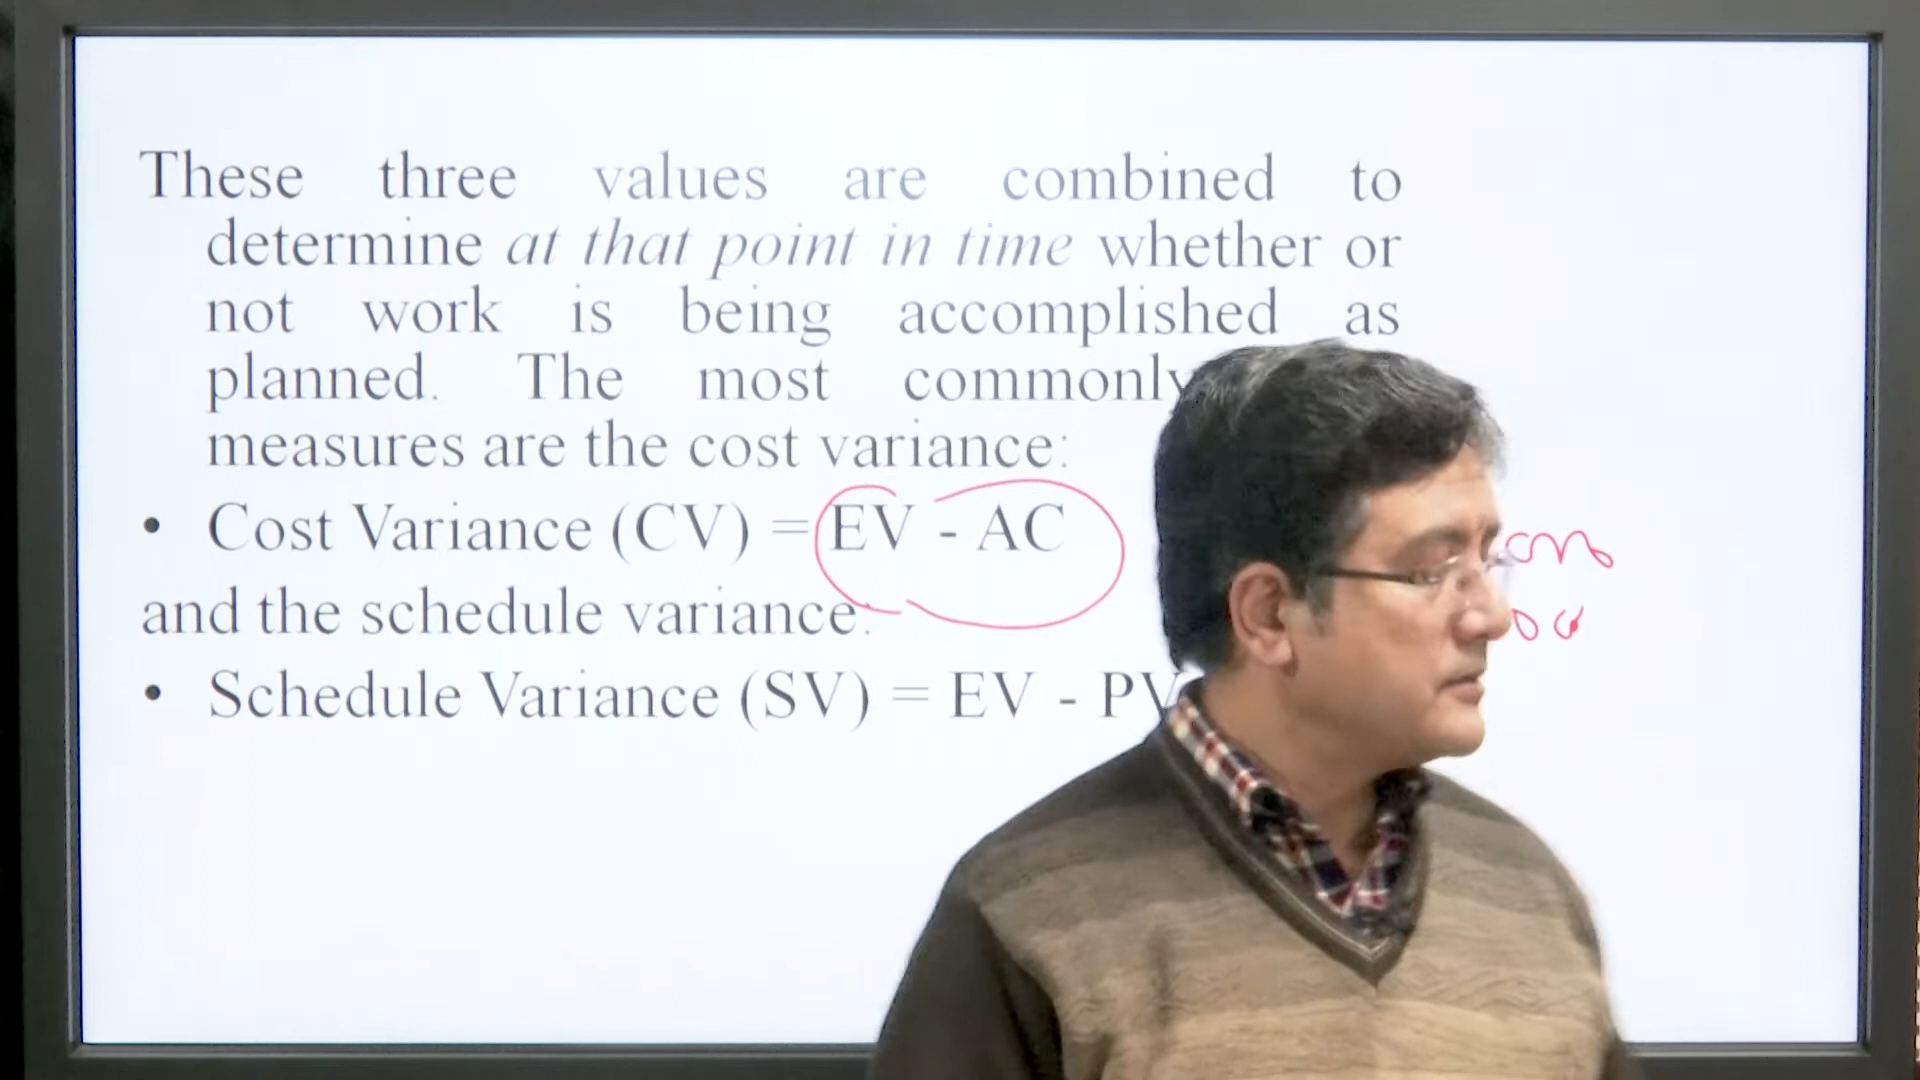 These three values are combined to
determine at that point in time whether or
not work is being accomplished as
planned. The most commonly
measures are the cost variance:
• Cost Variance (CV) = EV - AC
and the schedule variance:
• Schedule Variance (SV) = EV - PV